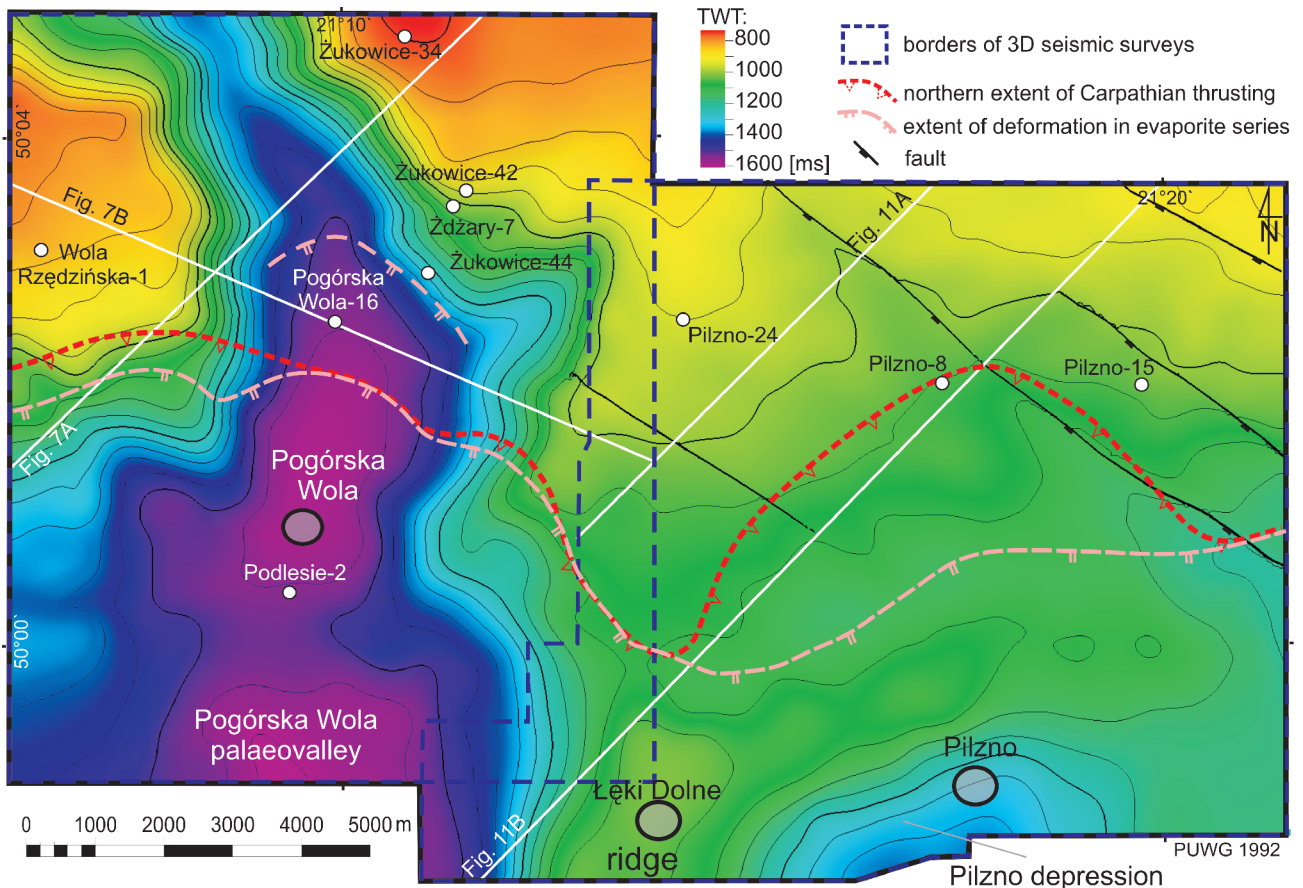 21°10`
Żukowice-34
TWT:
800
1000
1200
1400
1600 [ms]
borders of 3D seismic surveys
northern extent of Carpathian thrusting
extent of deformation in evaporite series
fault
50°04`
Fig. 7B
Żukowice-42
Żdżary-7
Żukowice-44
Wola
Rzędzińska-1
Pogórska
Wola-16
Fig. 11A
21°20`
N
Pilzno-24
Pilzno-8
Pilzno-15
Fig. 7A
Pogórska
Wola
Podlesie-2
50°00`
Pogórska Wola
palaeovalley
Łęki Dolne
ridge
Pilzno
Fig. 11B
0 1000 2000 3000 4000 5000 m
PUWG 1992
Pilzno depression